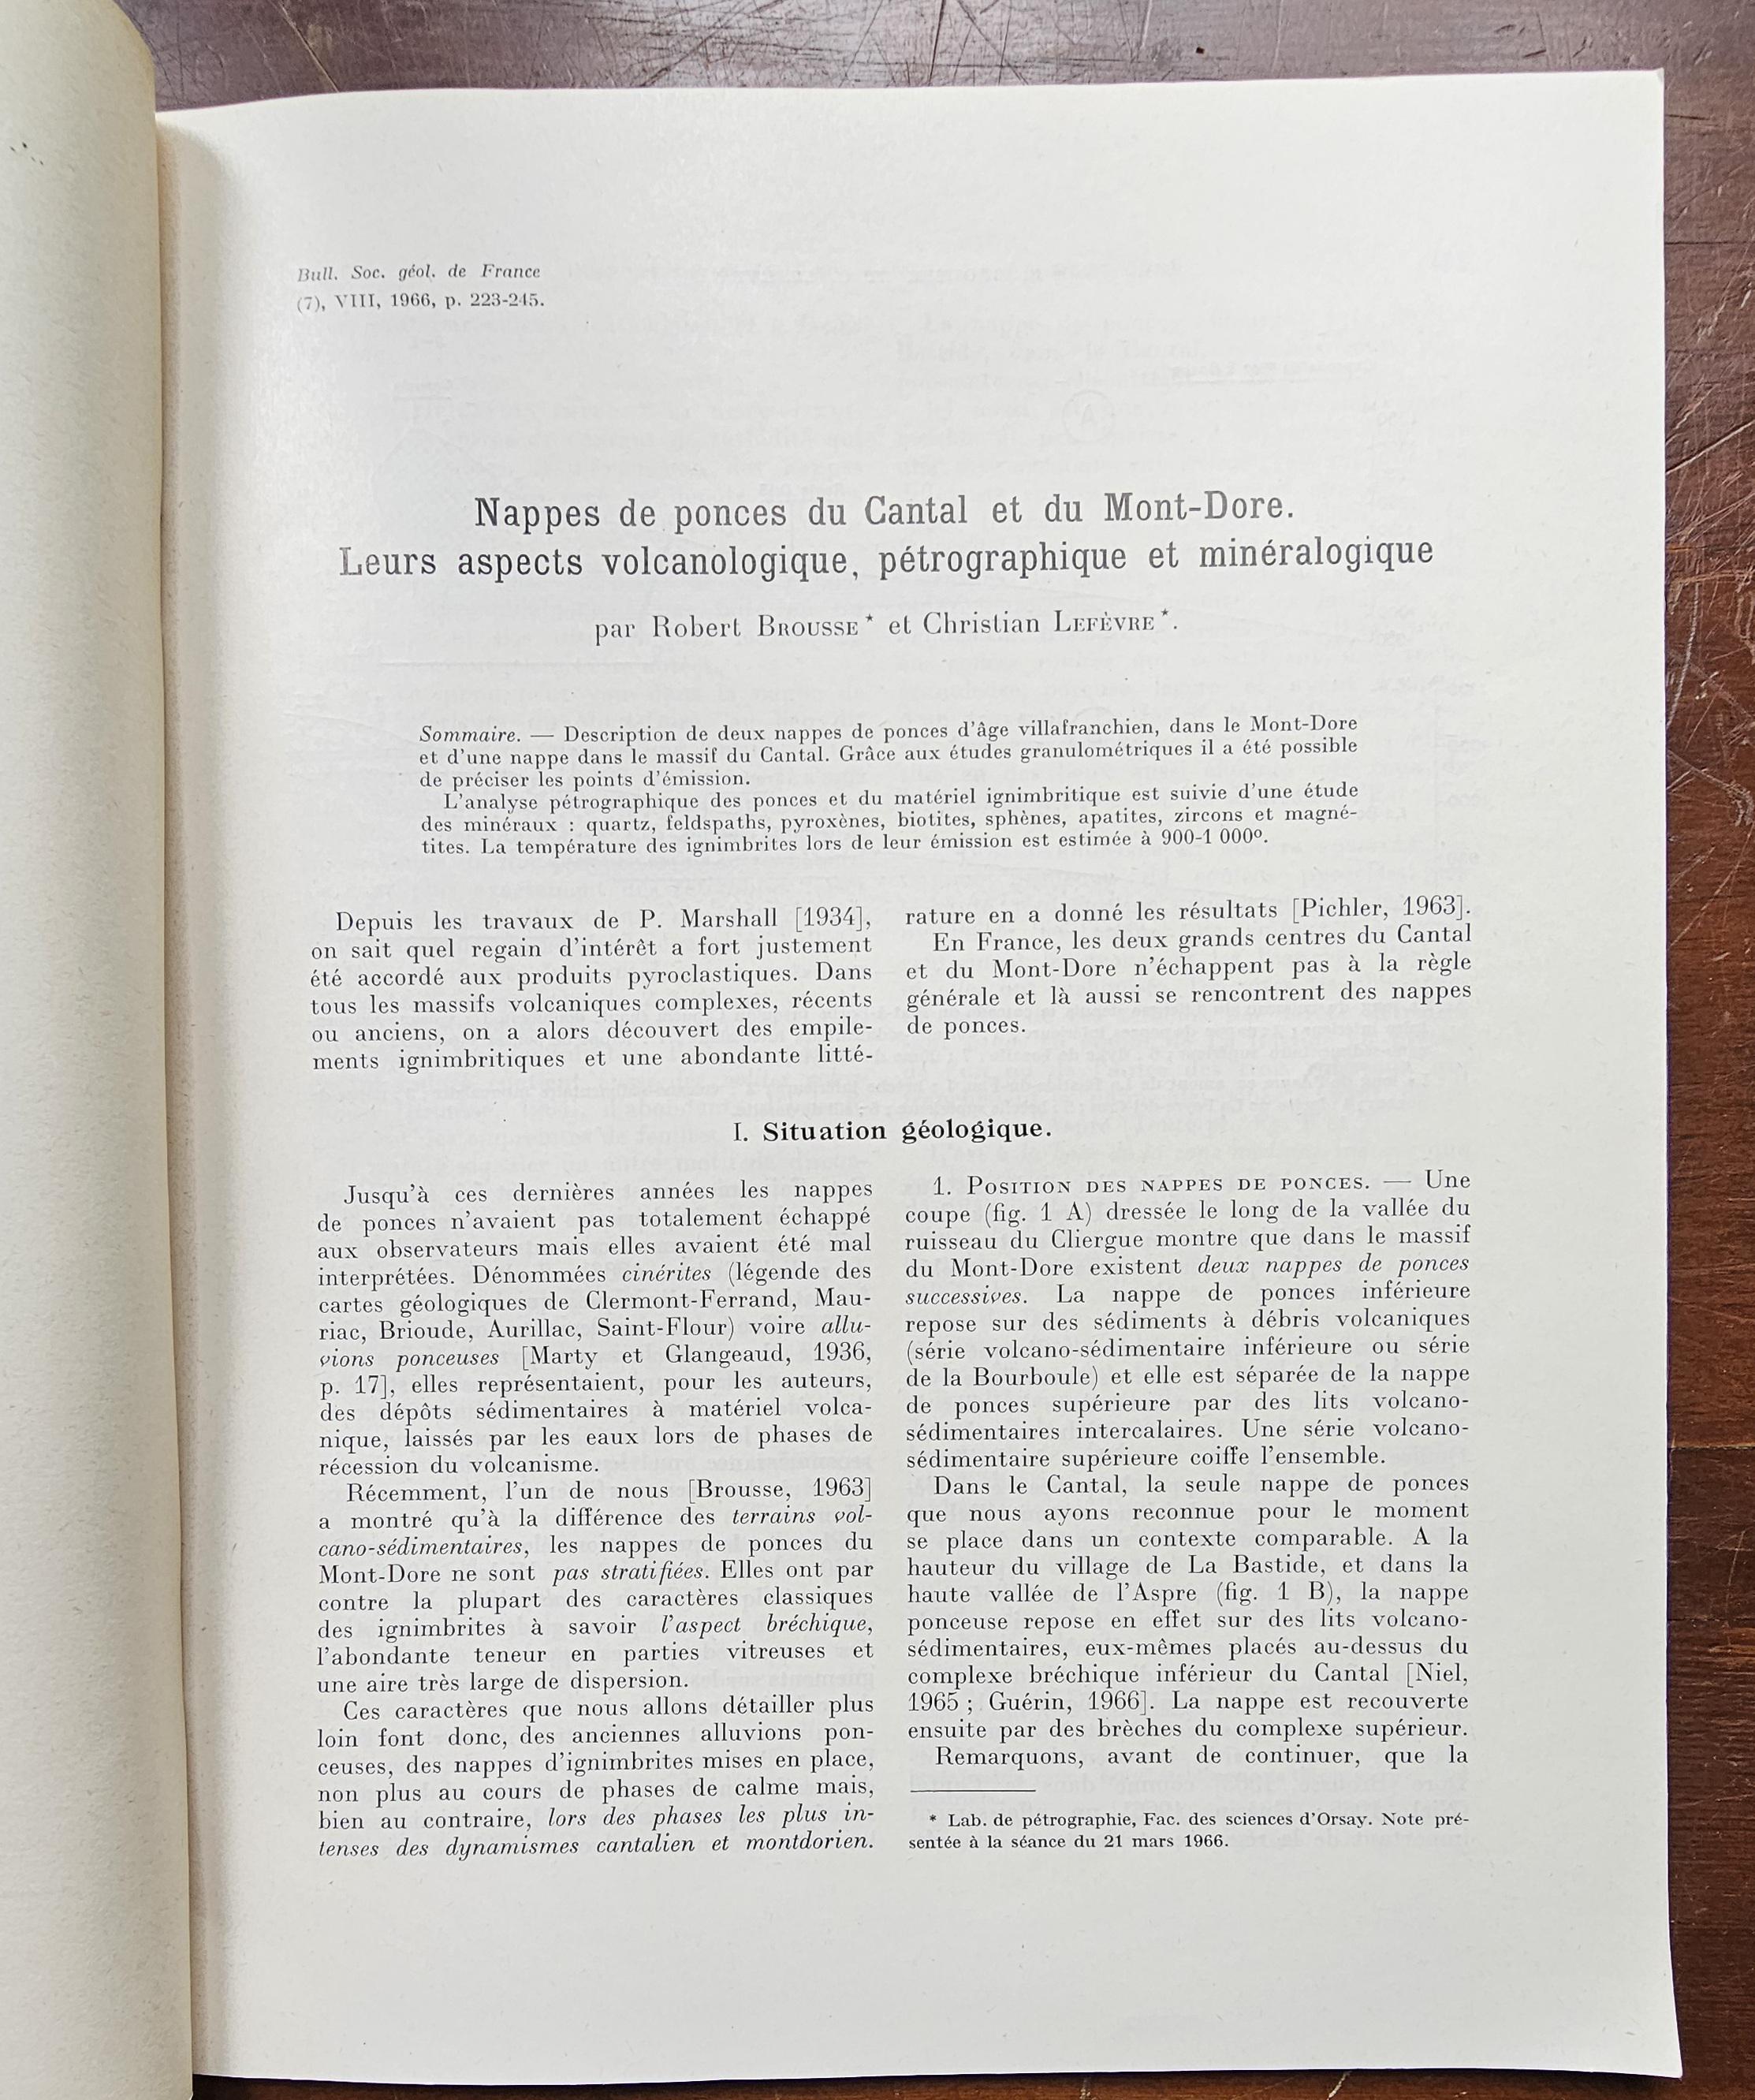 Bull. Soc. géol. de France
(7), VIII, 1966, p. 223-245.
Nappes de ponces du Cantal et du Mont-Dore.
Leurs aspects volcanologique, pétrographique et minéralogique
par Robert BROUSSE * et Christian LEFÈVRE *.
Sommaire. — Description de deux nappes de ponces d'âge villafranchien, dans le Mont-Dore
et d'une nappe dans le massif du Cantal. Grâce aux études granulométriques il a été possible
de préciser les points d'émission.
L'analyse pétrographique des ponces et du matériel ignimbritique est suivie d'une étude
des minéraux : quartz, feldspaths, pyroxènes, biotites, sphènes, apatites, zircons et magné-
tites. La température des ignimbrites lors de leur émission est estimée à 900-1 000º.
Depuis les travaux de P. Marshall [1934],
on sait quel regain d'intérêt a fort justement
été accordé aux produits pyroclastiques. Dans
tous les massifs volcaniques complexes, récents
ou anciens, on a alors découvert des empile-
ments ignimbritiques et une abondante litté-
rature en a donné les résultats [Pichler, 1963].
En France, les deux grands centres du Cantal
et du Mont-Dore n'échappent pas à la règle
générale et là aussi se rencontrent des nappes
de ponces.
I. Situation géologique.
Jusqu'à ces dernières années les nappes
de ponces n'avaient pas totalement échappé
aux observateurs mais elles avaient été mal
interprétées. Dénommées cinérites (légende des
cartes géologiques de Clermont-Ferrand, Mau-
riac, Brioude, Aurillac, Saint-Flour) voire allu-
vions ponceuses [Marty et Glangeaud, 1936,
p. 17], elles représentaient, pour les auteurs,
des dépôts sédimentaires à matériel volca-
nique, laissés par les eaux lors de phases de
récession du volcanisme.
Récemment, l'un de nous [Brousse, 1963]
a montré qu'à la différence des terrains vol-
cano-sédimentaires, les nappes de ponces du
Mont-Dore ne sont pas stratifiées. Elles ont par
contre la plupart des caractères classiques
des ignimbrites à savoir l'aspect bréchique,
l'abondante teneur en parties vitreuses et
une aire très large de dispersion.
Ces caractères que nous allons détailler plus
loin font donc, des anciennes alluvions pon-
ceuses, des nappes d'ignimbrites mises en place,
non plus au cours de phases de calme mais,
bien au contraire, lors des phases les plus in-
tenses des dynamismes cantalien et montdorien.
1. POSITION DES NAPPES DE PONCES. — Une
coupe (fig. 1 A) dressée le long de la vallée du
ruisseau du Cliergue montre que dans le massif
du Mont-Dore existent deux nappes de ponces
successives. La nappe de ponces inférieure
repose sur des sédiments à débris volcaniques
(série volcano-sédimentaire inférieure ou série
de la Bourboule) et elle est séparée de la nappe
de ponces supérieure par des lits volcano-
sédimentaires intercalaires. Une série volcano-
sédimentaire supérieure coiffe l'ensemble.
Dans le Cantal, la seule nappe de ponces
que nous ayons reconnue pour le moment
se place dans un contexte comparable. A la
hauteur du village de La Bastide, et dans la
haute vallée de l'Aspre (fig. 1 B), la nappe
ponceuse repose en effet sur des lits volcano-
sédimentaires, eux-mêmes placés au-dessus du
complexe bréchique inférieur du Cantal [Niel,
1965 ; Guérin, 1966]. La nappe est recouverte
ensuite par des brèches du complexe supérieur.
Remarquons, avant de continuer, que la
* Lab. de pétrographie, Fac. des sciences d'Orsay. Note pré-
sentée à la séance du 21 mars 1966.